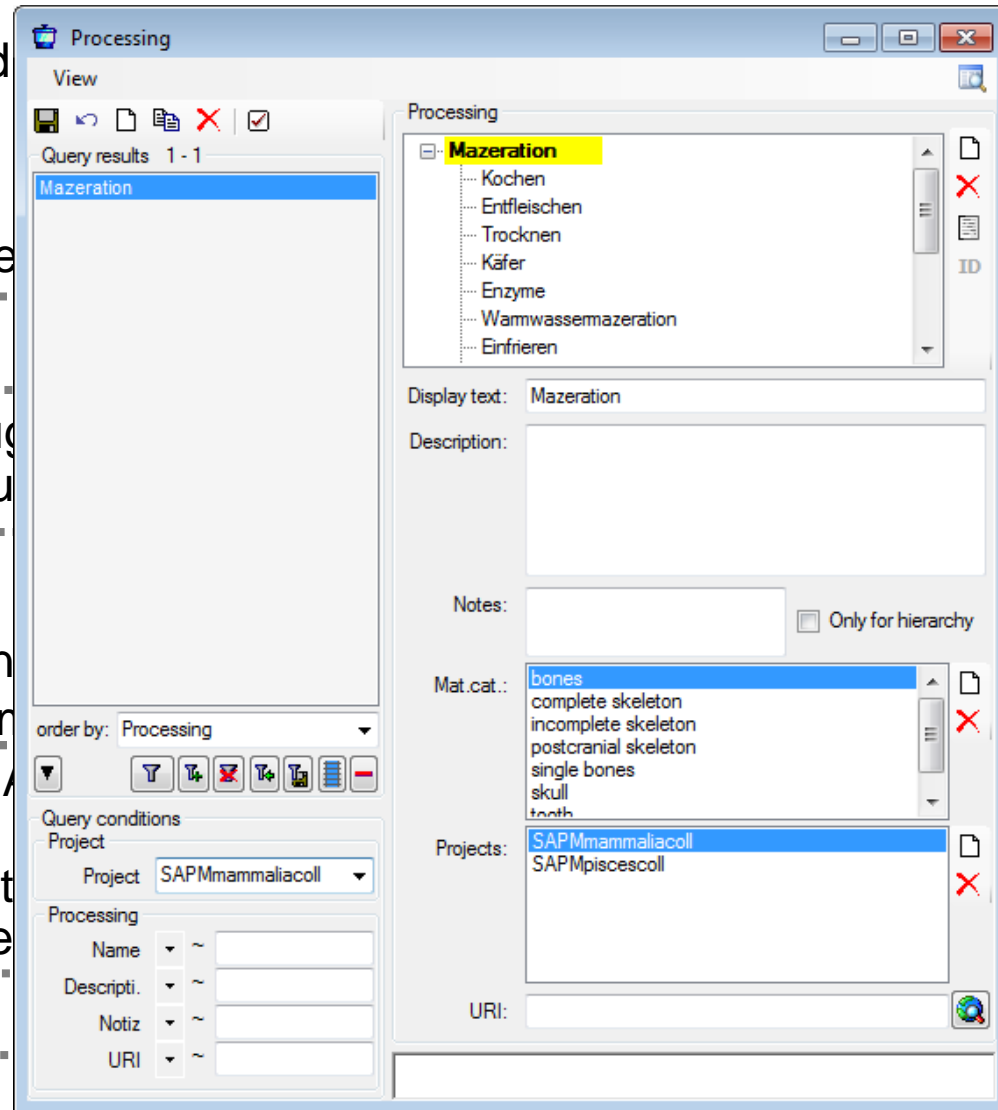 Processing
View
Query results 1 - 1
Mazeration
order by: Processing
Query conditions
Project
Project SAPMmammaliacoll
Processing
Name ~
Descripti. ~
Notiz ~
URI ~
Processing
Mazeration
Kochen
Entfleischen
Trocknen
Käfer
Enzyme
Warmwassermazeration
Einfrieren
ID
Display text: Mazeration
Description:
Notes:
Only for hierarchy
Mat.cat.: bones
complete skeleton
incomplete skeleton
postcranial skeleton
single bones
skull
tooth
Projects: SAPMmammaliacoll
SAPMpiscescoll
URI: